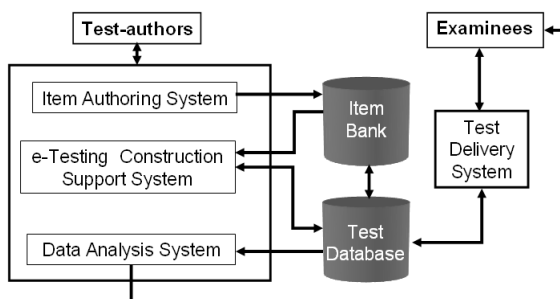 Test-authors
Examinees
Item Authoring System
Item
Bank
e-Testing Construction
Support System
Test
Delivery
System
Data Analysis System
Test
Database